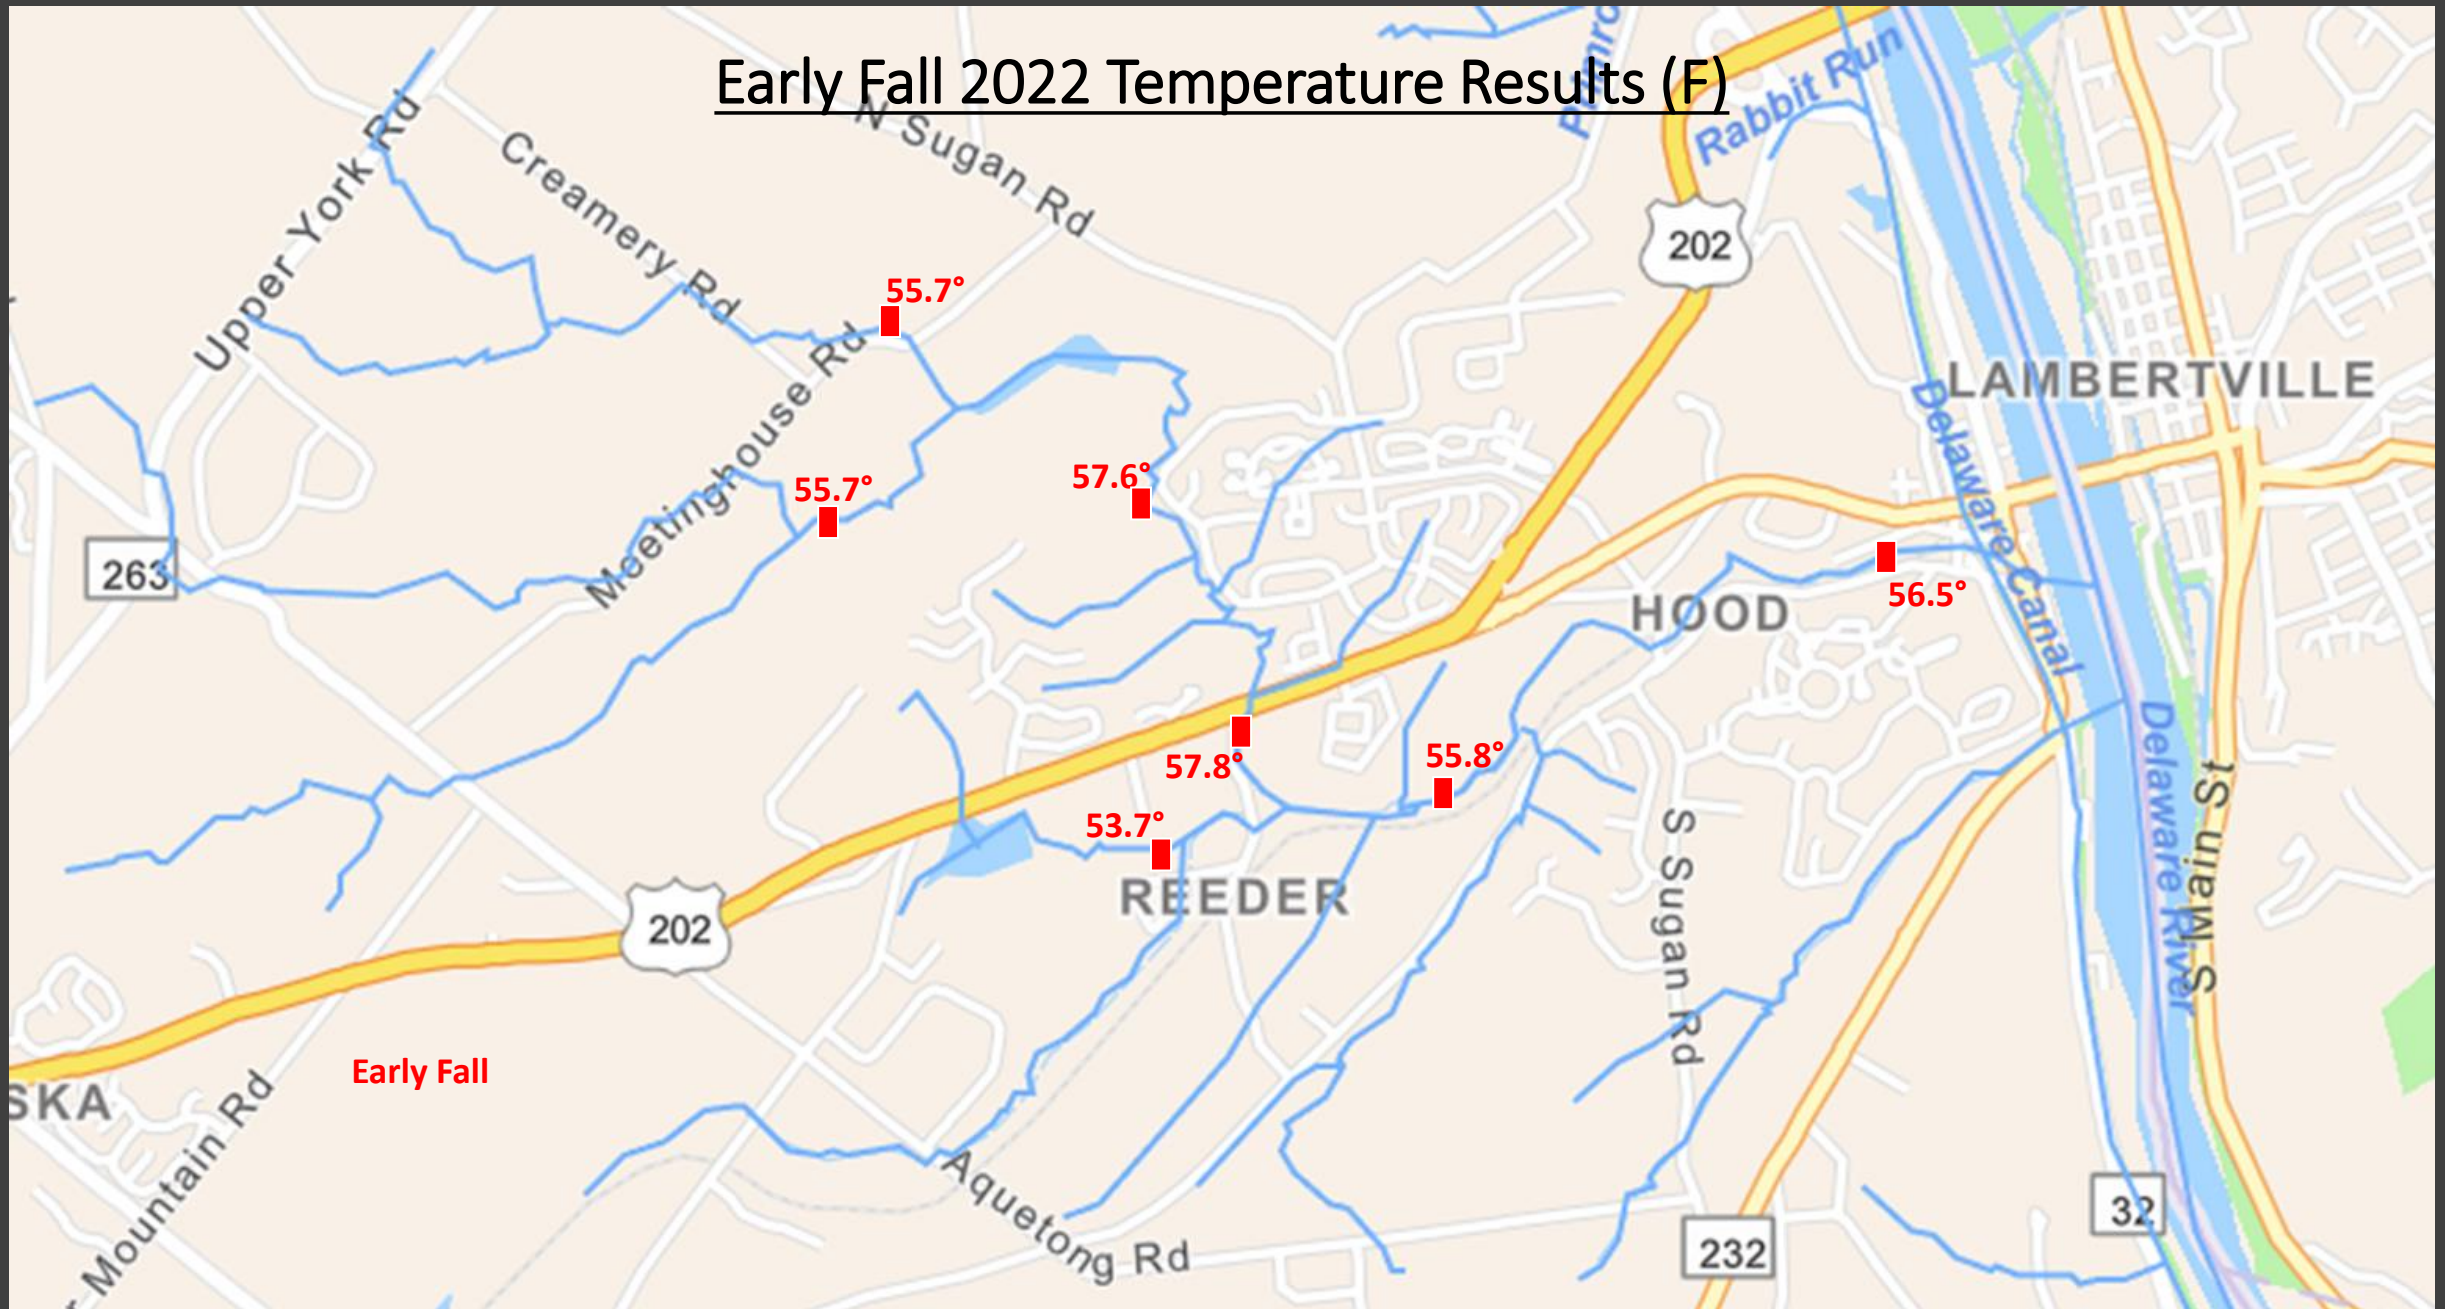 Early Fall 2022 Temperature Results (F)
Rabbit Run
Upper York Rd
Creamery Rd
N Sugan Rd
202
55.7°
Meetinghouse Rd
LAMBERTVILLE
57.6°
55.7°
263
Delaware Canal
56.5°
HOOD
57.8°
55.8°
53.7°
REEDER
S Sugan Rd
Delaware River
S Main St
202
Early Fall
SKA
Mountain Rd
Aquetong Rd
232
32